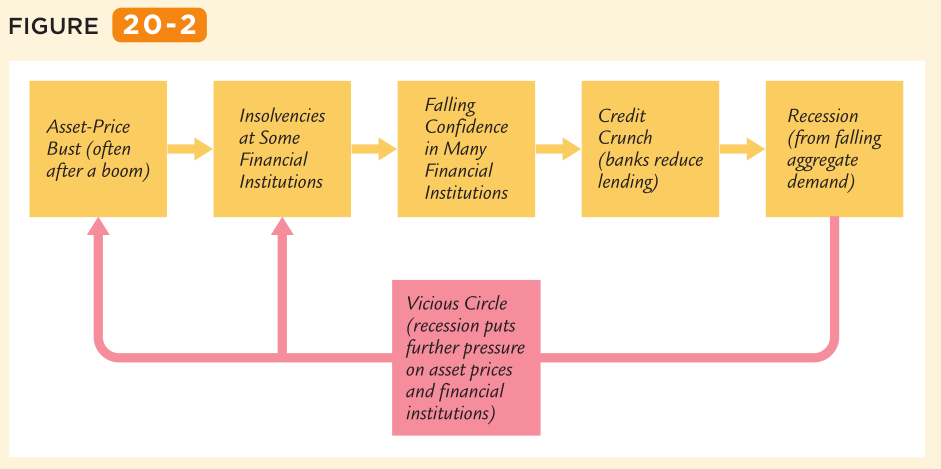 FIGURE 20-2
Asset-Price
Bust (often
after a boom)
Insolvencies
at Some
Financial
Institutions
Falling
Confidence
in Many
Financial
Institutions
Credit
Crunch
(banks reduce
lending)
Recession
(from falling
aggregate
demand)
Vicious Circle
(recession puts
further pressure
on asset prices
and financial
institutions)